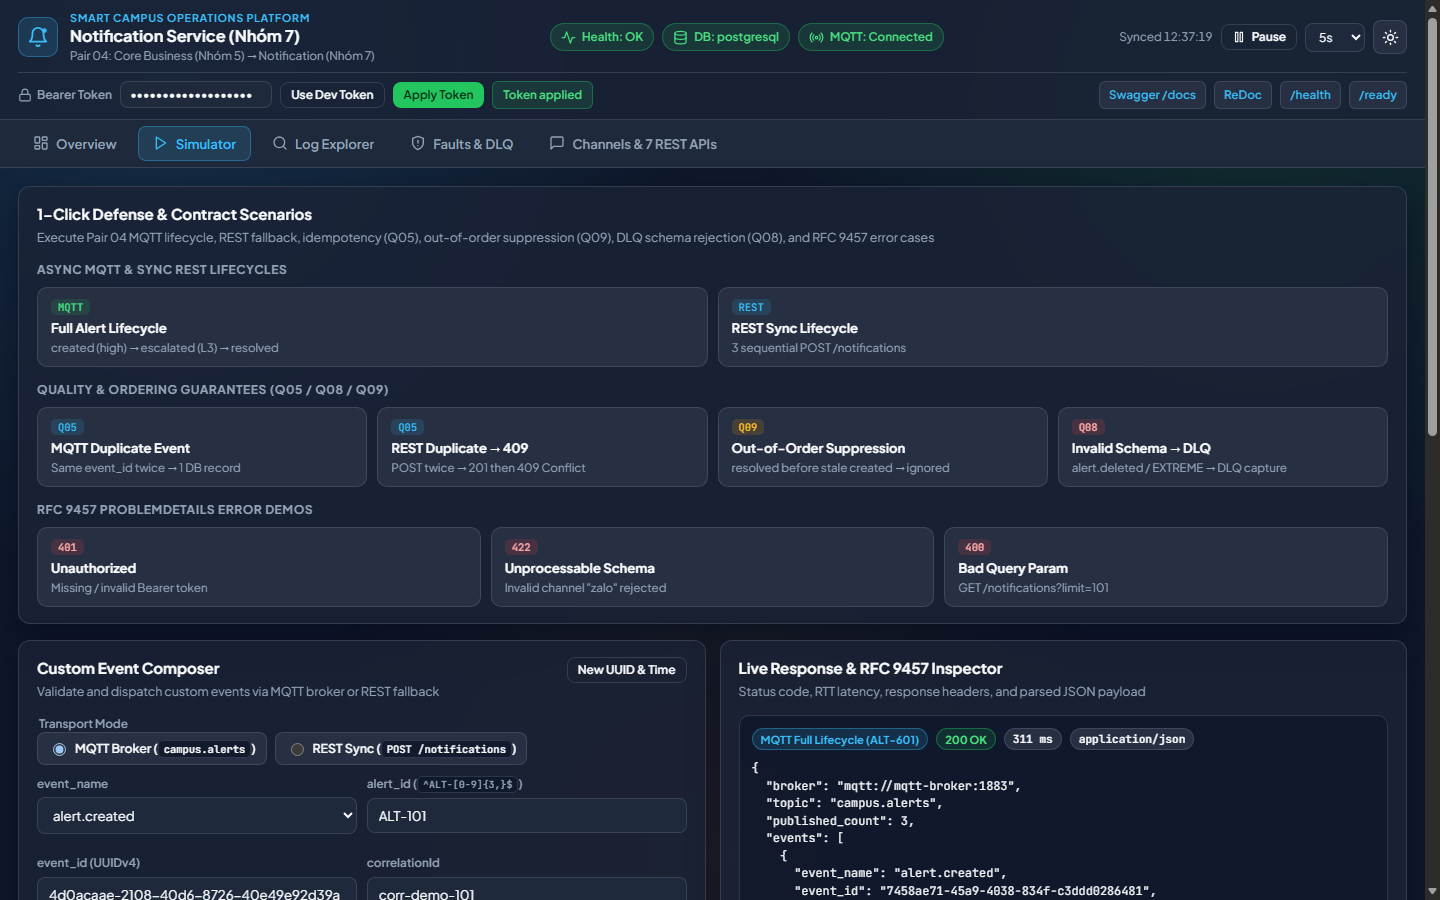 SMART CAMPUS OPERATIONS PLATFORM
Notification Service (Nhóm 7)
Pair 04: Core Business (Nhóm 5) → Notification (Nhóm 7)
Health: OK
DB: postgresql
MQTT: Connected
Synced 12:37:19
Pause
5s
Bearer Token
•••••••••••••••••••
Use Dev Token
Apply Token
Token applied
Swagger /docs
ReDoc
/health
/ready
Overview
Simulator
Log Explorer
Faults & DLQ
Channels & 7 REST APIs
1-Click Defense & Contract Scenarios
Execute Pair 04 MQTT lifecycle, REST fallback, idempotency (Q05), out-of-order suppression (Q09), DLQ schema rejection (Q08), and RFC 9457 error cases
ASYNC MQTT & SYNC REST LIFECYCLES
MQTT
Full Alert Lifecycle
created (high) → escalated (L3) → resolved
REST
REST Sync Lifecycle
3 sequential POST /notifications
QUALITY & ORDERING GUARANTEES (Q05 / Q08 / Q09)
Q05
MQTT Duplicate Event
Same event_id twice → 1 DB record
Q05
REST Duplicate → 409
POST twice → 201 then 409 Conflict
Q09
Out-of-Order Suppression
resolved before stale created → ignored
Q08
Invalid Schema → DLQ
alert.deleted / EXTREME → DLQ capture
RFC 9457 PROBLEMDETAILS ERROR DEMOS
401
Unauthorized
Missing / invalid Bearer token
422
Unprocessable Schema
Invalid channel "zalo" rejected
400
Bad Query Param
GET /notifications?limit=101
Custom Event Composer
Validate and dispatch custom events via MQTT broker or REST fallback
New UUID & Time
Transport Mode
MQTT Broker ( campus.alerts )
REST Sync ( POST /notifications )
event_name
alert.created
alert_id ( ^ALT-[0-9]{3,}$ )
ALT-101
event_id (UUIDv4)
4d0acaae-2108-40d6-8726-40e49e92d39a
correlationId
corr-demo-101
Live Response & RFC 9457 Inspector
Status code, RTT latency, response headers, and parsed JSON payload
MQTT Full Lifecycle (ALT-601)
200 OK
311 ms
application/json
{
"broker": "mqtt://mqtt-broker:1883",
"topic": "campus.alerts",
"published_count": 3,
"events": [
{
"event_name": "alert.created",
"event_id": "7458ae71-45a9-4038-834f-c3ddd0286481",